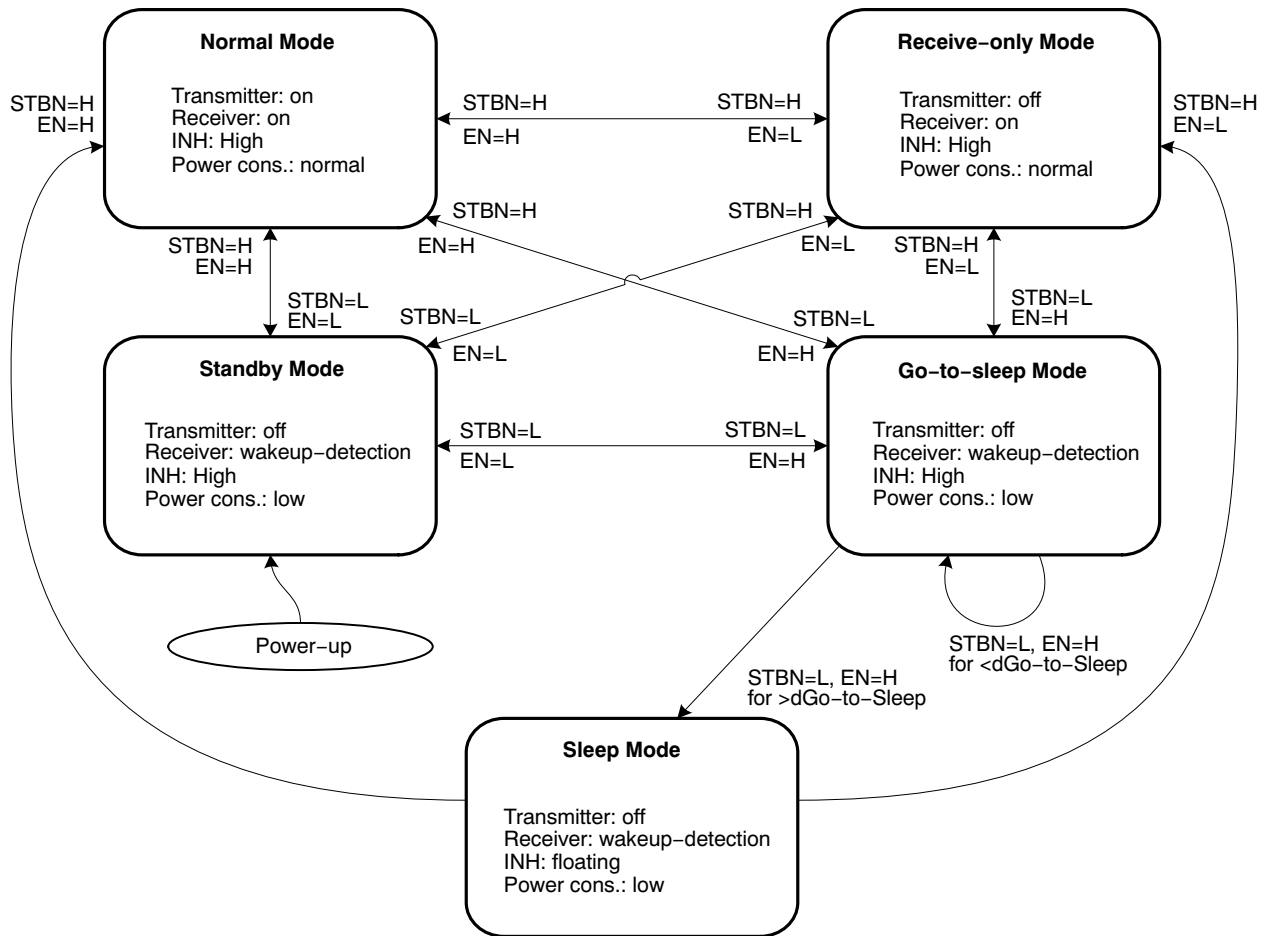 Normal Mode
Transmitter: on
Receiver: on
INH: High
Power cons.: normal
Receive−only Mode
Transmitter: off
Receiver: on
INH: High
Power cons.: normal
STBN=H
EN=H
STBN=H
EN=H
STBN=H
EN=L
STBN=H
EN=L
STBN=H
EN=H
STBN=H
EN=L
STBN=H
EN=H
STBN=H
EN=L
STBN=L
EN=L
STBN=L
EN=L
STBN=L
EN=H
STBN=L
EN=H
Standby Mode
Transmitter: off
Receiver: wakeup−detection
INH: High
Power cons.: low
STBN=L
EN=L
STBN=L
EN=H
Go−to−sleep Mode
Transmitter: off
Receiver: wakeup−detection
INH: High
Power cons.: low
Power−up
STBN=L, EN=H
for <dGo−to−Sleep
STBN=L, EN=H
for >dGo−to−Sleep
Sleep Mode
Transmitter: off
Receiver: wakeup−detection
INH: floating
Power cons.: low